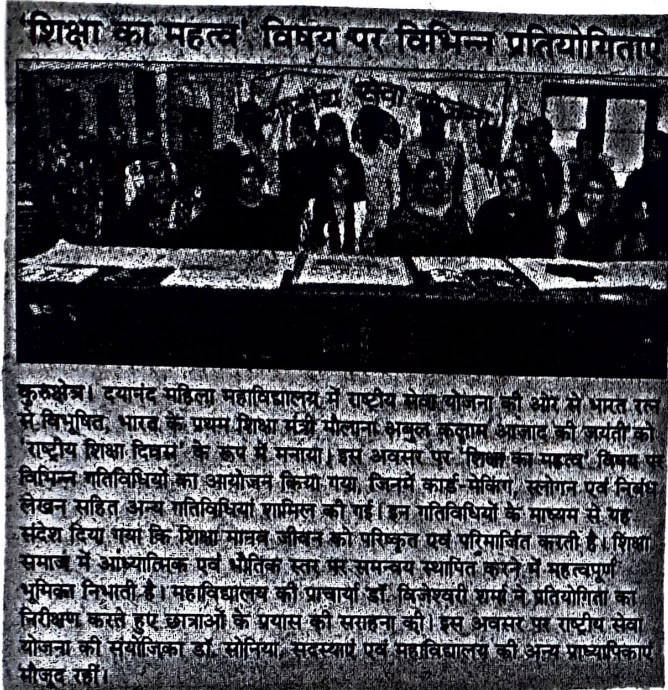 'शिक्षा का महत्व' विषय पर विभिन्न प्रतियोगिताएं
सेवा
कुरुक्षेत्र। दयानंद महिला महाविद्यालय में राष्ट्रीय सेवा योजना की ओर से भारत रत्न
से विभूषित, भारत के प्रथम शिक्षा मंत्री मौलाना अबुल कलाम आजाद की जयंती को
'राष्ट्रीय शिक्षा दिवस' के रूप में मनाया। इस अवसर पर 'शिक्षा का महत्व' विषय पर
विभिन्न गतिविधियों का आयोजन किया गया, जिनमें कार्ड मेकिंग, स्लोगन एवं निबंध
लेखन सहित अन्य गतिविधियां शामिल की गई। इन गतिविधियों के माध्यम से यह
संदेश दिया गया कि शिक्षा मानव जीवन को परिष्कृत एवं परिमार्जित करती है। शिक्षा
समाज में आध्यात्मिक एवं भौतिक स्तर पर समन्वय स्थापित करने में महत्वपूर्ण
भूमिका निभाती है। महाविद्यालय की प्राचार्या डॉ. विजेश्वरी शर्मा ने प्रतियोगिता का
निरीक्षण करते हुए छात्राओं के प्रयास की सराहना की। इस अवसर पर राष्ट्रीय सेवा
योजना की संयोजिका डॉ. सोनिया, सदस्याएं एवं महाविद्यालय की अन्य प्राध्यापिकाएं
मौजूद रहीं।